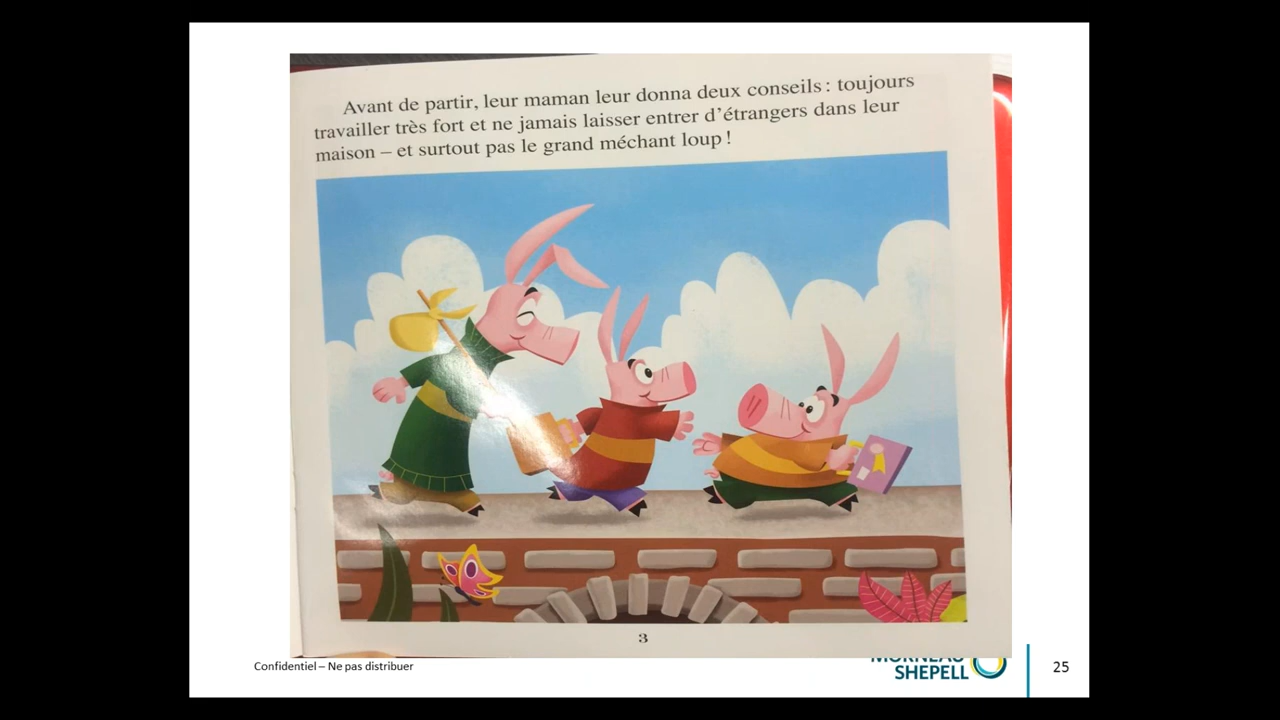 Avant de partir, leur maman leur donna deux conseils : toujours
travailler très fort et ne jamais laisser entrer d’étrangers dans leur
maison – et surtout pas le grand méchant loup !
3
Confidentiel – Ne pas distribuer
MORNEAU
SHEPELL
25